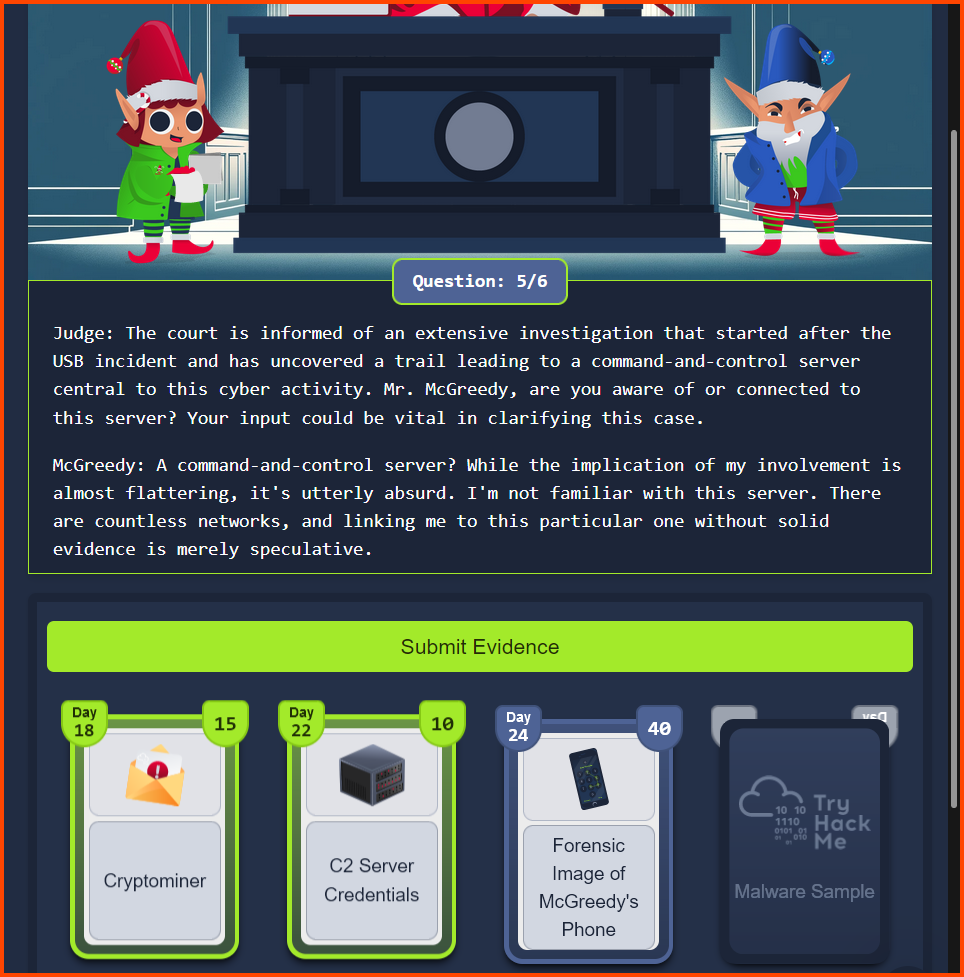 Question: 5/6
Judge: The court is informed of an extensive investigation that started after the
USB incident and has uncovered a trail leading to a command-and-control server
central to this cyber activity. Mr. McGreedy, are you aware of or connected to
this server? Your input could be vital in clarifying this case.
McGreedy: A command-and-control server? While the implication of my involvement is
almost flattering, it's utterly absurd. I'm not familiar with this server. There
are countless networks, and linking me to this particular one without solid
evidence is merely speculative.
Submit Evidence
Day
18
15
Cryptominer
Day
22
10
C2 Server
Credentials
Day
24
40
Forensic
Image of
McGreedy's
Phone
Day
10 10
1110
0101 01
01 010
Try
Hack
Me
Malware Sample